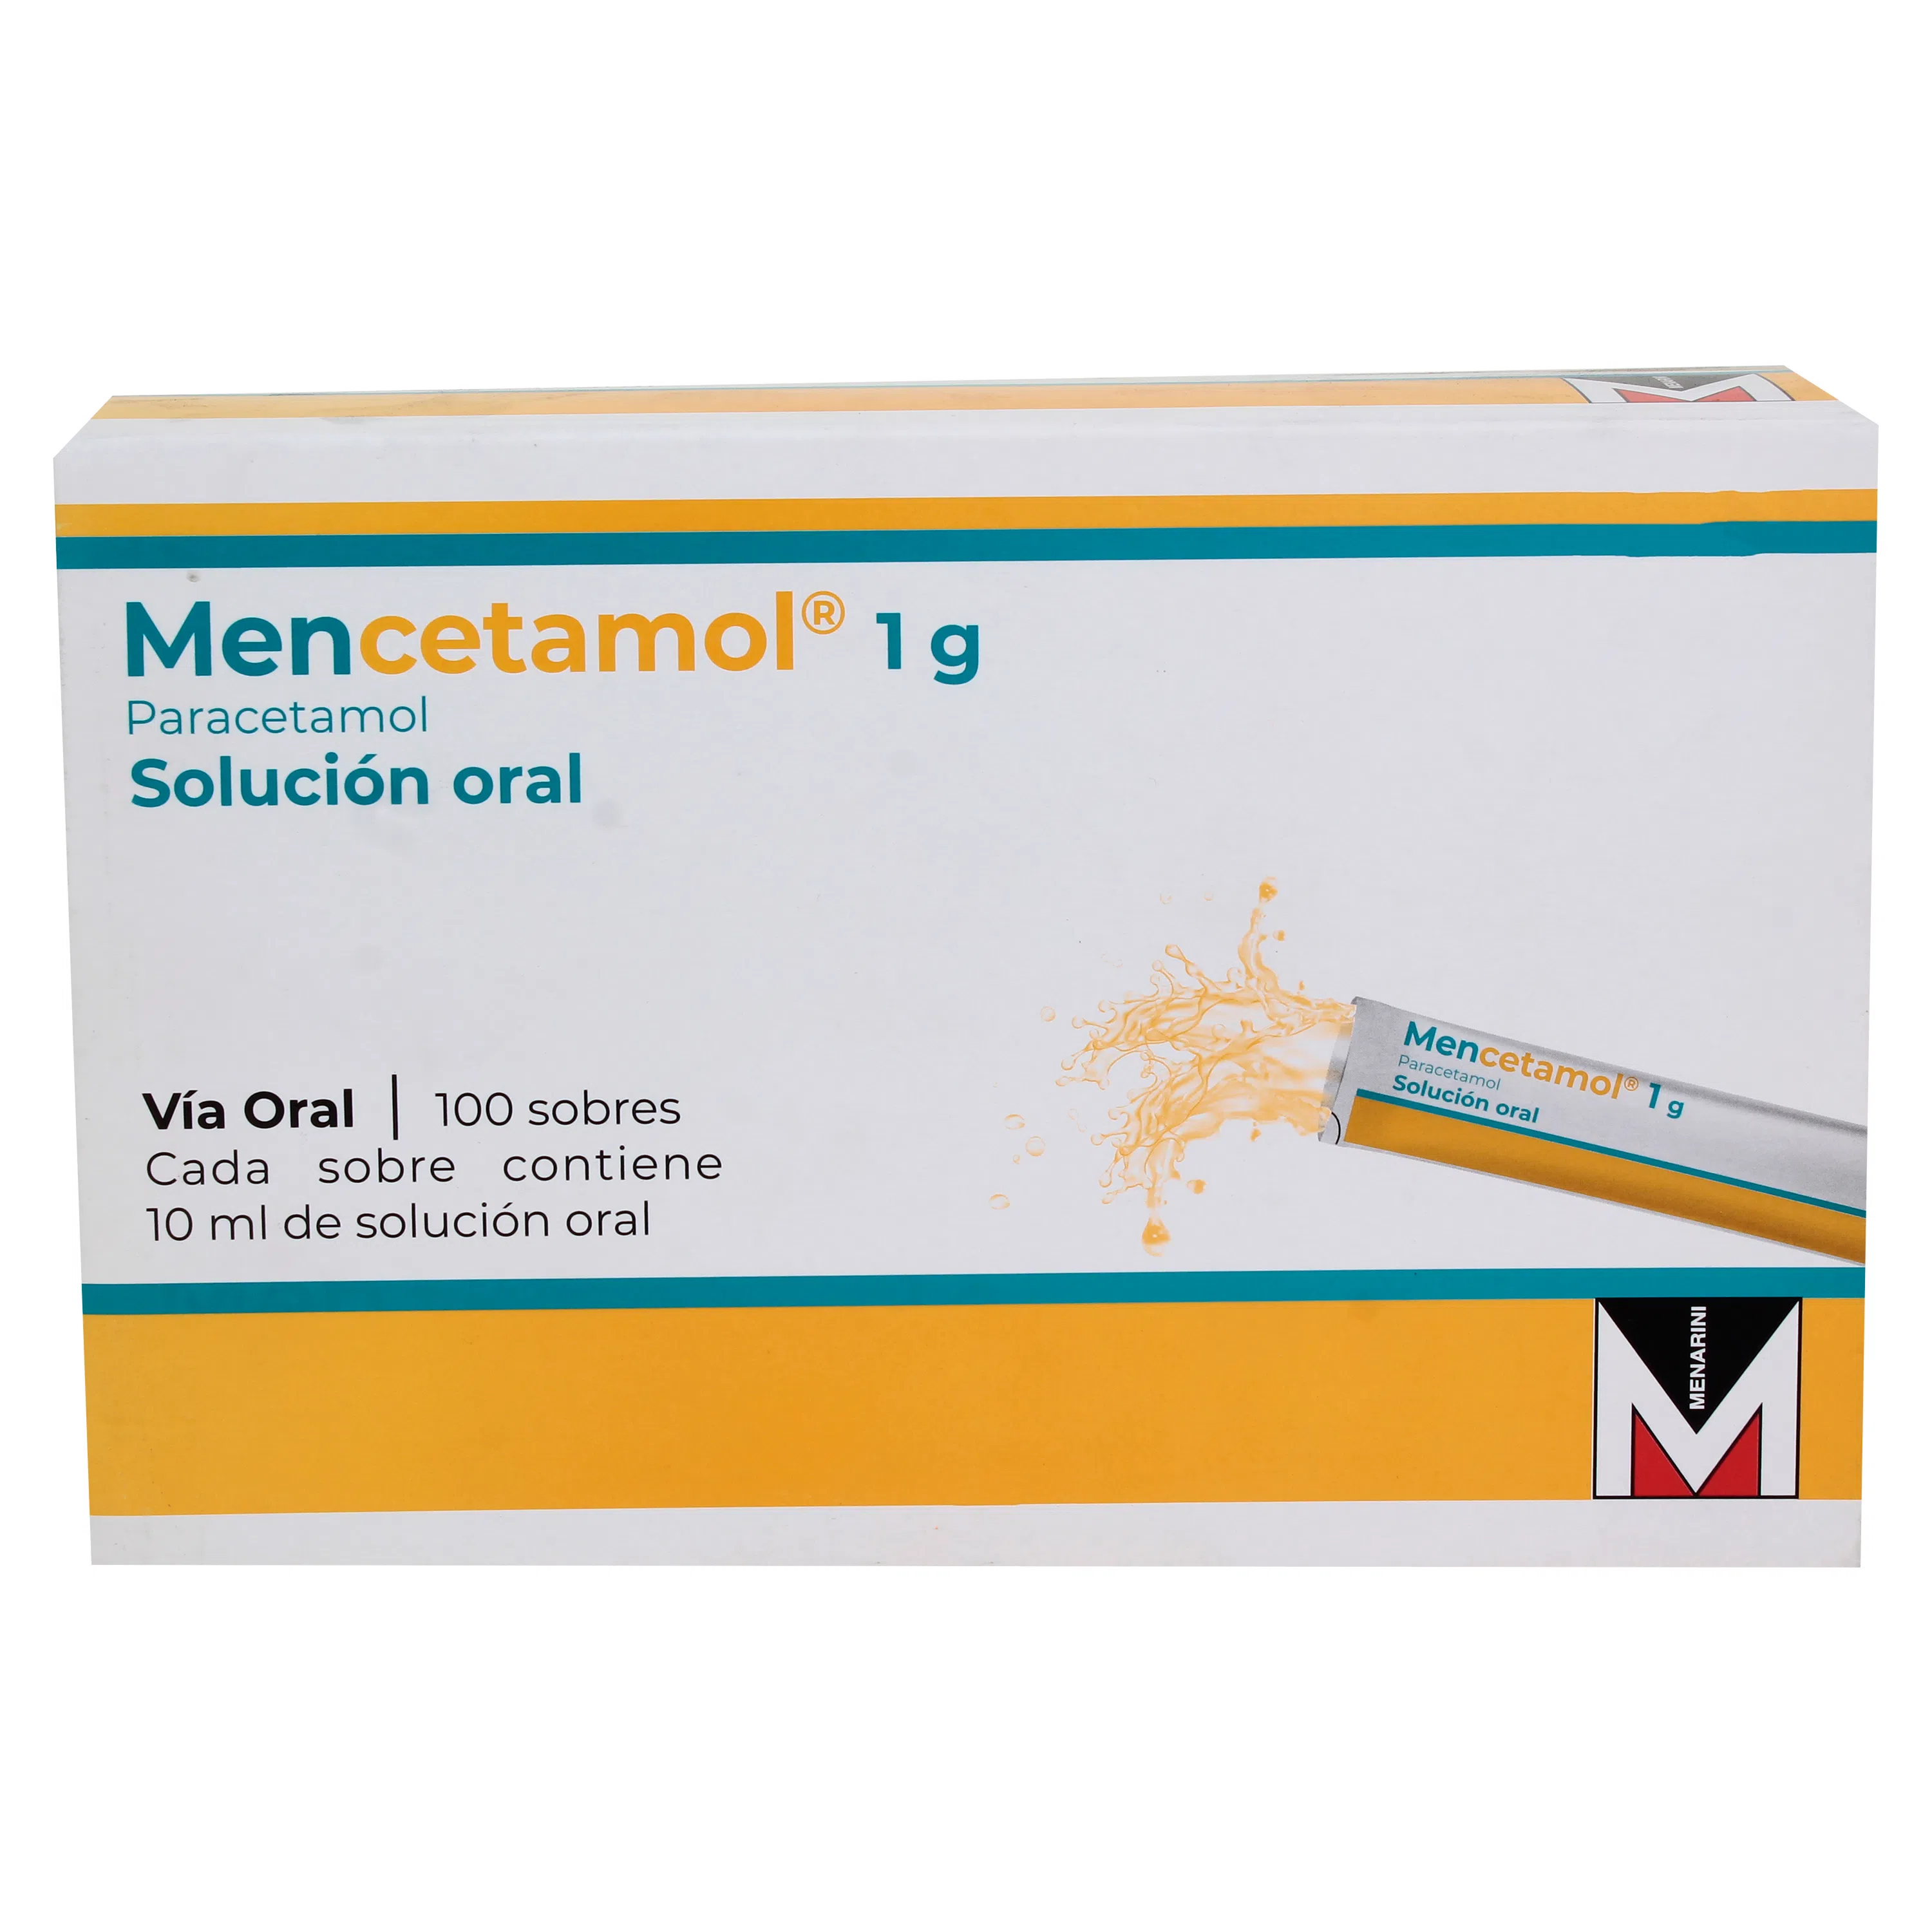 Mencetamol® 1 g
Paracetamol
Solución oral
Vía Oral | 100 sobres
Cada sobre contiene
10 ml de solución oral
Mencetamol® 1 g
Paracetamol
Solución oral
MENARINI